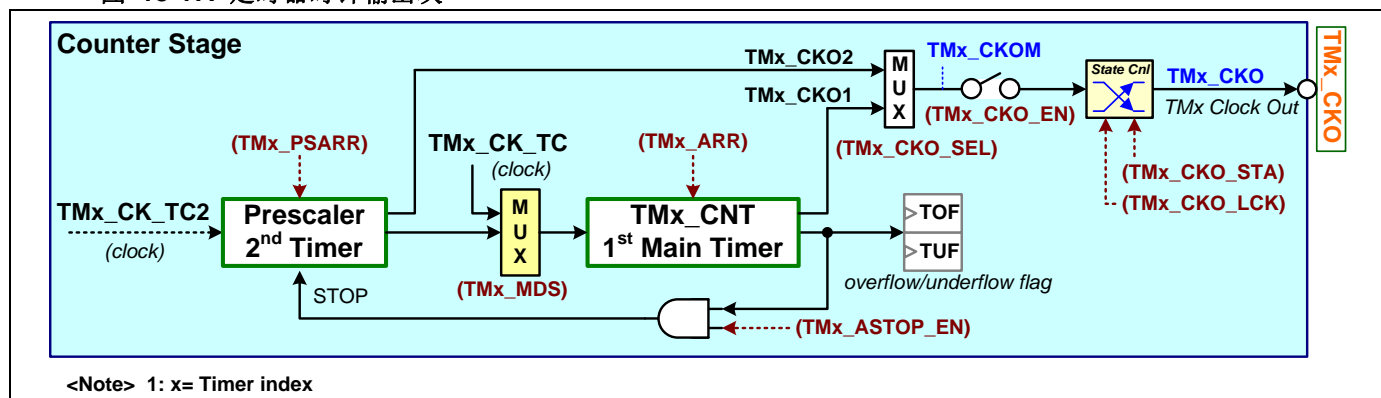 Counter Stage
TMx_CKO2
TMx_CKO1
M
U
X
TMx_CKOM
(TMx_CKO_EN)
(TMx_CKO_SEL)
State Cnl
TMx_CKO
TMx Clock Out
TMx_CKO
(TMx_CKO_STA)
(TMx_CKO_LCK)
(TMx_PSARR)
TMx_CK_TC
(clock)
(TMx_ARR)
TMx_CK_TC2
(clock)
Prescaler
2nd Timer
M
U
X
(TMx_MDS)
TMx_CNT
1st Main Timer
TOF
TUF
overflow/underflow flag
STOP
(TMx_ASTOP_EN)
<Note> 1: x= Timer index